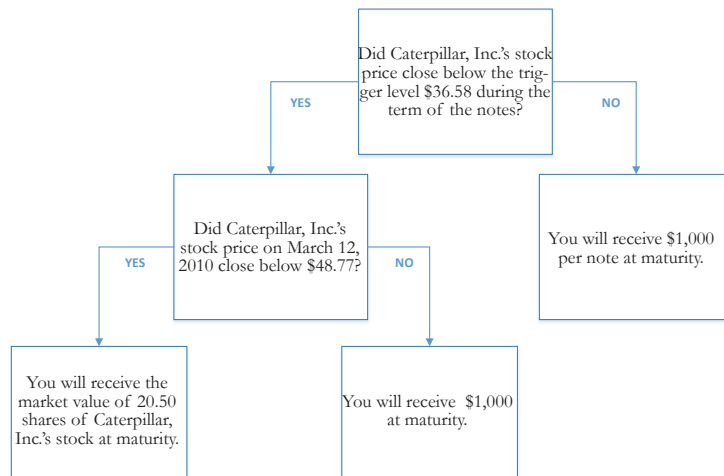 Did Caterpillar, Inc.'s stock
price close below the trig-
ger level $36.58 during the
term of the notes?
YES
NO
Did Caterpillar, Inc.'s
stock price on March 12,
2010 close below $48.77?
You will receive $1,000
per note at maturity.
YES
NO
You will receive the
market value of 20.50
shares of Caterpillar,
Inc.'s stock at maturity.
You will receive $1,000
at maturity.